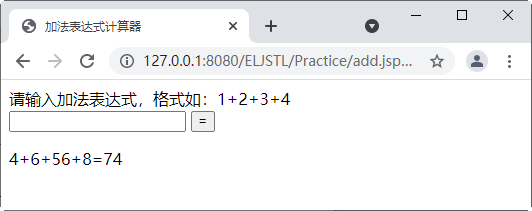 加法表达式计算器
127.0.0.1:8080/ELJSTL/Practice/add.jsp...
请输入加法表达式，格式如：1+2+3+4
=
4+6+56+8=74